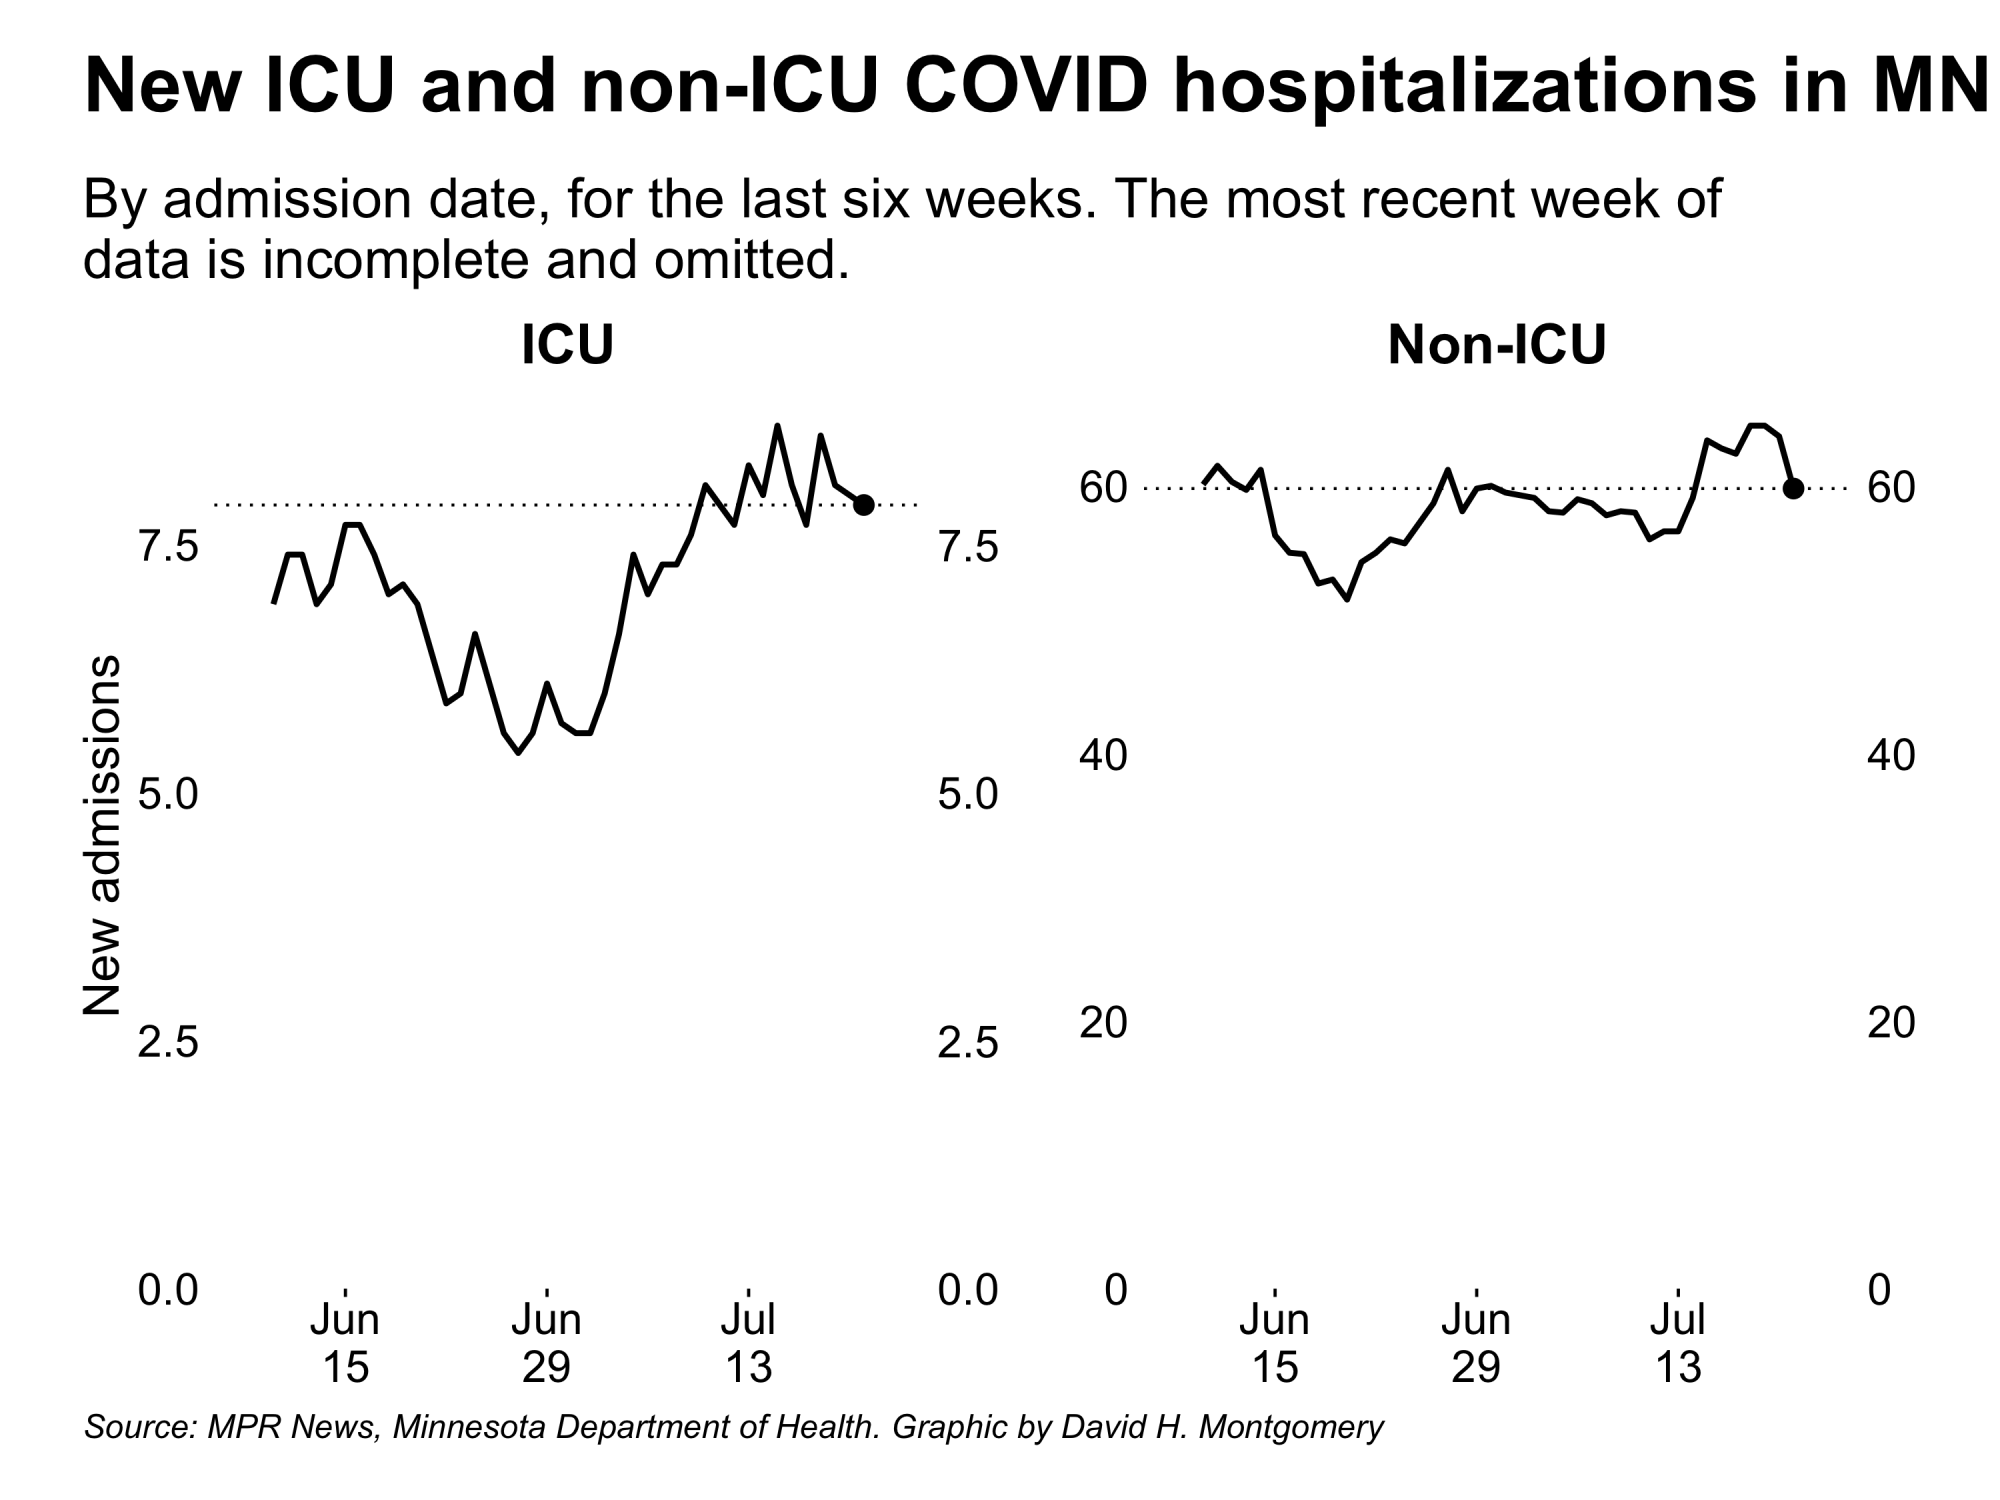 New ICU and non-ICU COVID hospitalizations in MN
By admission date, for the last six weeks. The most recent week of
data is incomplete and omitted.
ICU
New admissions
7.5
5.0
2.5
0.0
7.5
5.0
2.5
0.0
Jun
15
Jun
29
Jul
13
Non-ICU
60
40
20
0
60
40
20
0
Jun
15
Jun
29
Jul
13
Source: MPR News, Minnesota Department of Health. Graphic by David H. Montgomery